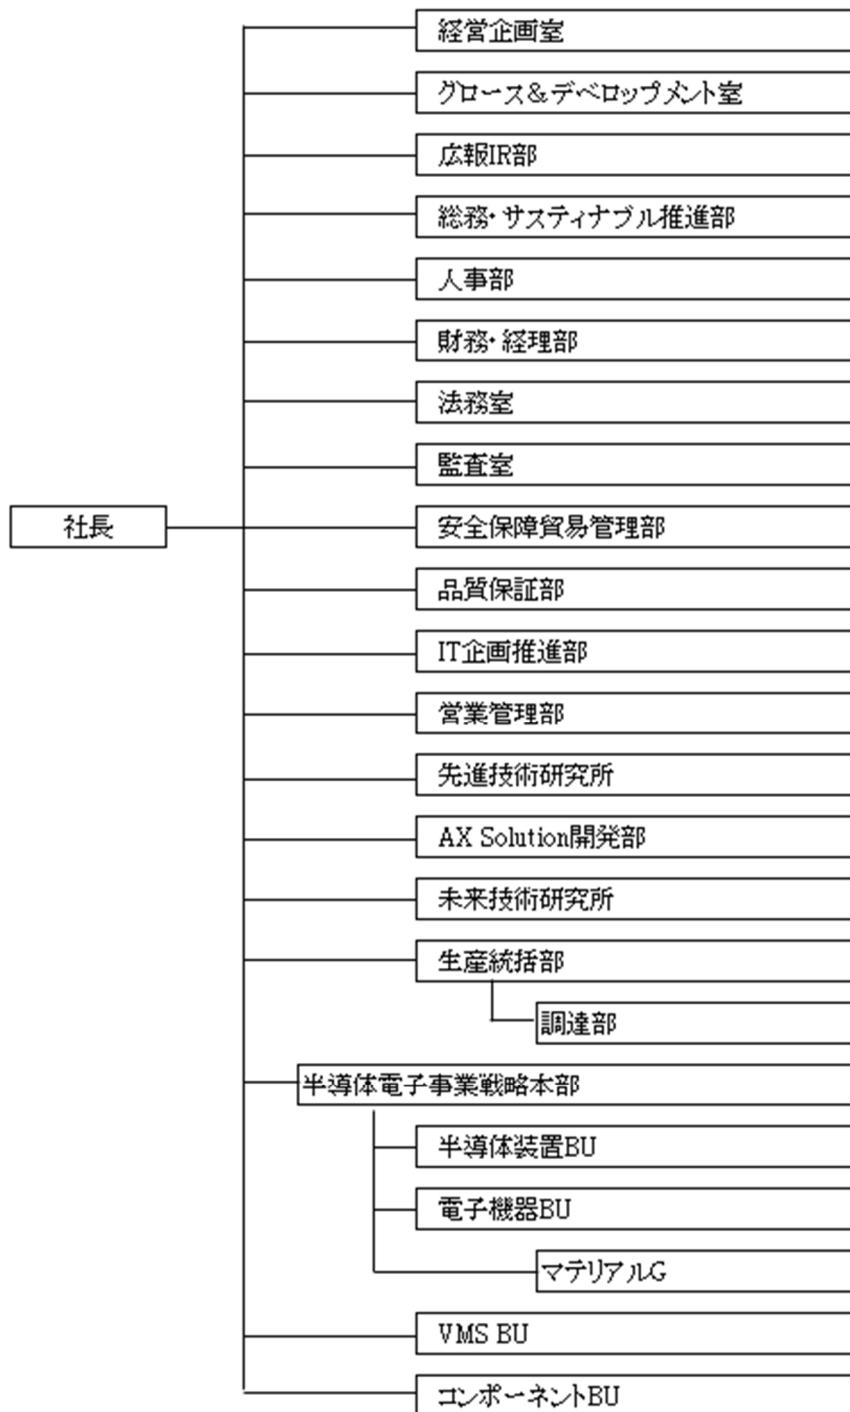 経営企画室
グロース＆デベロップメント室
広報IR部
総務・サスティナブル推進部
人事部
財務・経理部
法務室
監査室
社長
安全保障貿易管理部
品質保証部
IT企画推進部
営業管理部
先進技術研究所
AX Solution開発部
未来技術研究所
生産統括部
調達部
半導体電子事業戦略本部
半導体装置BU
電子機器BU
マテリアルG
VMS BU
コンポーネントBU